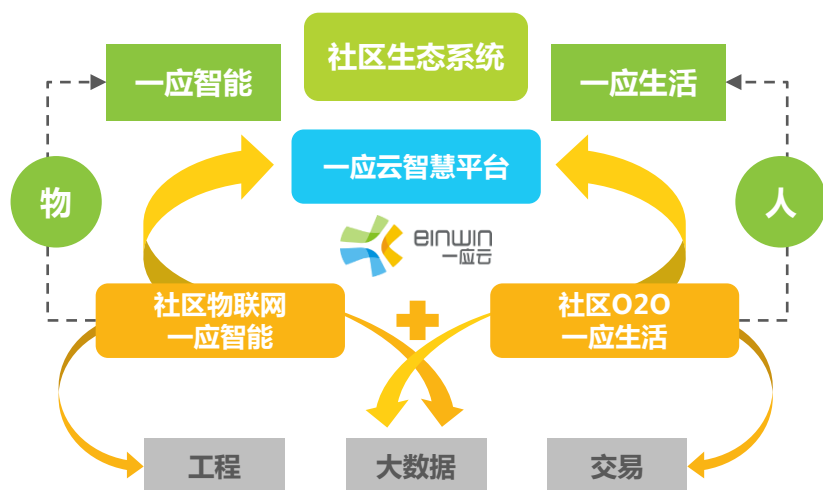 社区生态系统
一应智能
一应生活
一应云智慧平台
物
人
einwin
一应云
社区物联网
一应智能
社区O2O
一应生活
工程
大数据
交易